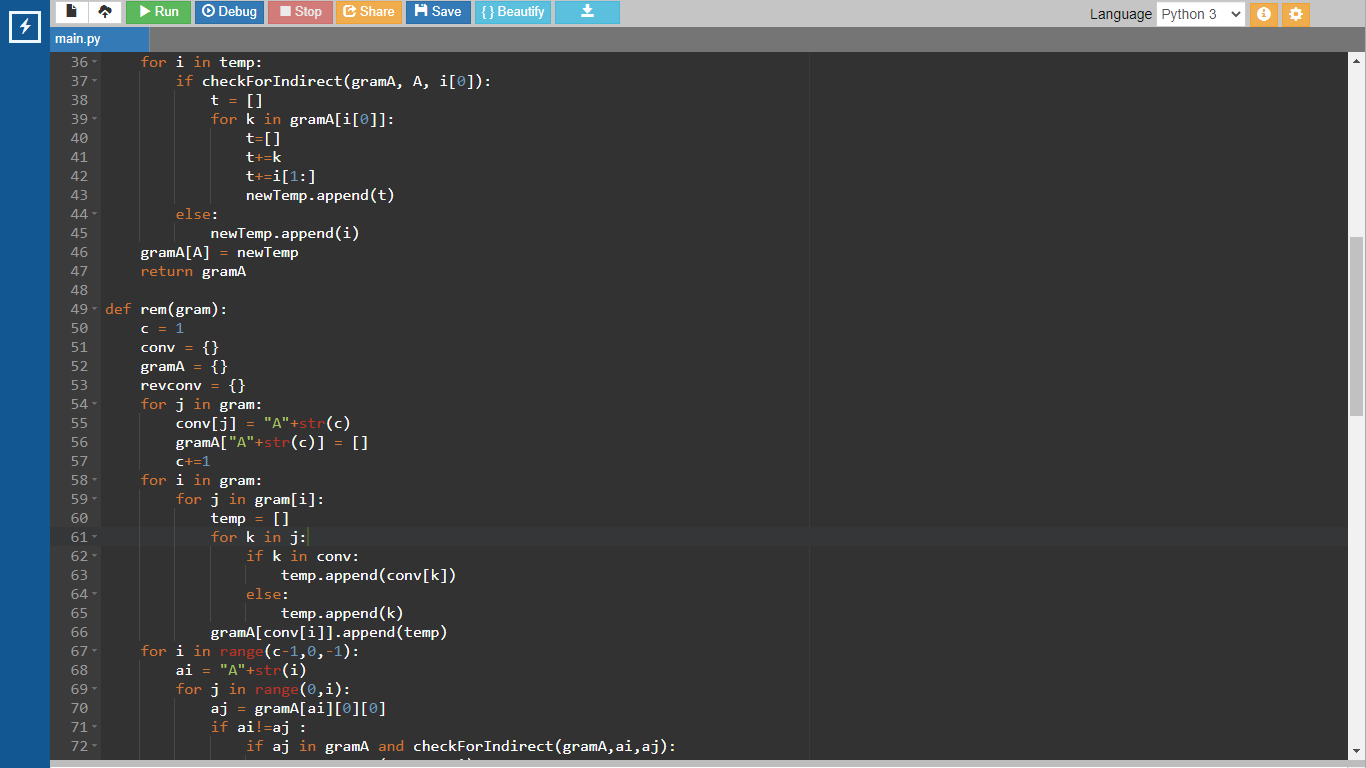 Run Debug Stop Share Save { } Beautify Language Python 3
main.py
36 for i in temp:
37 if checkForIndirect(gramA, A, i[0]):
38 t = []
39 for k in gramA[i[0]]:
40 t=[]
41 t+=k
42 t+=i[1:]
43 newTemp.append(t)
44 else:
45 newTemp.append(i)
46 gramA[A] = newTemp
47 return gramA
48
49 def rem(gram):
50 c = 1
51 conv = {}
52 gramA = {}
53 revconv = {}
54 for j in gram:
55 conv[j] = "A"+str(c)
56 gramA["A"+str(c)] = []
57 c+=1
58 for i in gram:
59 for j in gram[i]:
60 temp = []
61 for k in j:
62 if k in conv:
63 temp.append(conv[k])
64 else:
65 temp.append(k)
66 gramA[conv[i]].append(temp)
67 for i in range(c-1,0,-1):
68 ai = "A"+str(i)
69 for j in range(0,i):
70 aj = gramA[ai][0][0]
71 if ai!=aj :
72 if aj in gramA and checkForIndirect(gramA,ai,aj):